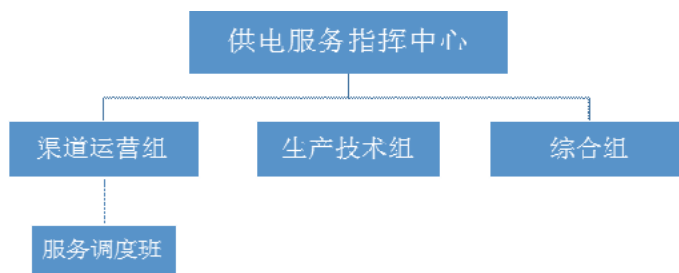 供电服务指挥中心
渠道运营组
生产技术组
综合组
服务调度班